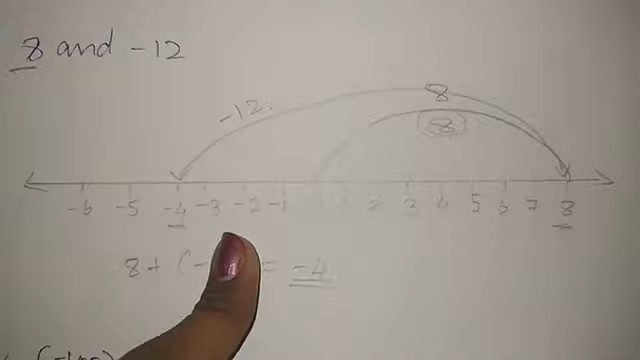 8 and -12
-12
8
8
-6 -5 -4 -3 -2 -1 2 3 4 5 6 7 8
8 + (- = -4